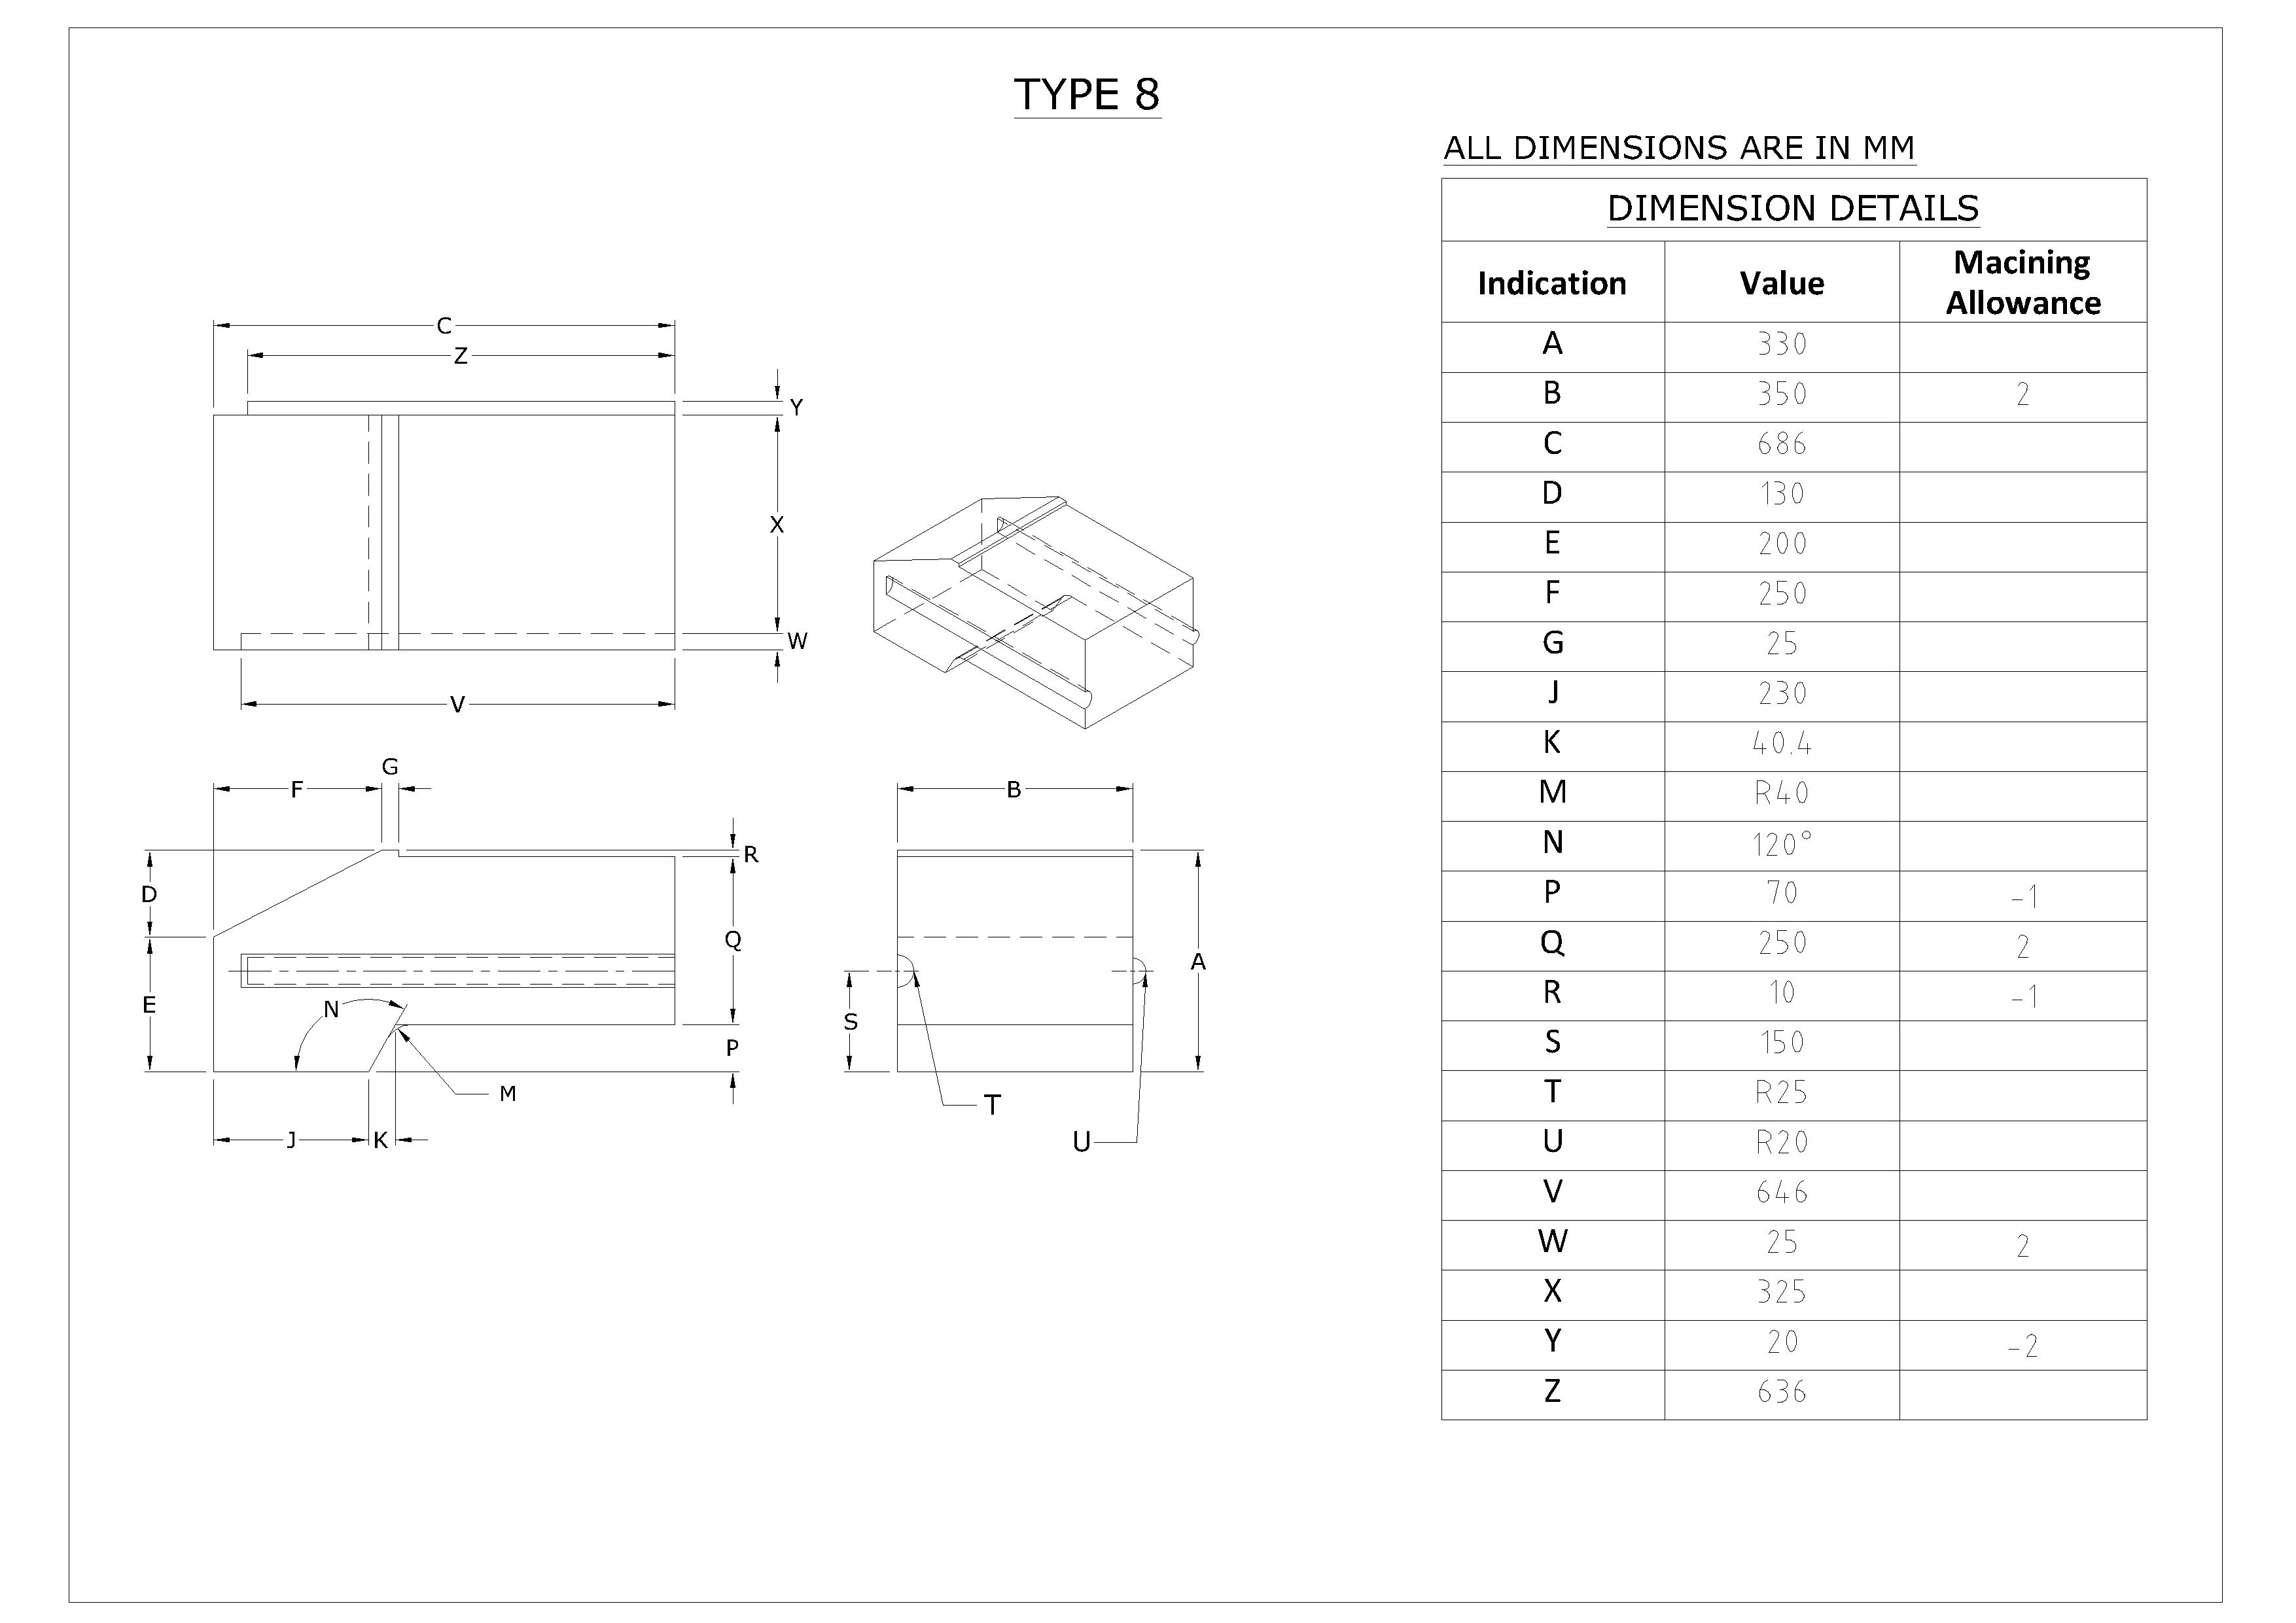 TYPE 8
ALL DIMENSIONS ARE IN MM
DIMENSION DETAILS
Indication Value Macining Allowance
A 330
B 350 2
C 686
D 130
E 200
F 250
G 25
J 230
K 40.4
M R40
N 120°
P 70 -1
Q 250 2
R 10 -1
S 150
T R25
U R20
V 646
W 25 2
X 325
Y 20 -2
Z 636
C
Z
Y
X
W
V
G
F
B
R
D
Q
A
E
N
S
P
M
T
J K
U